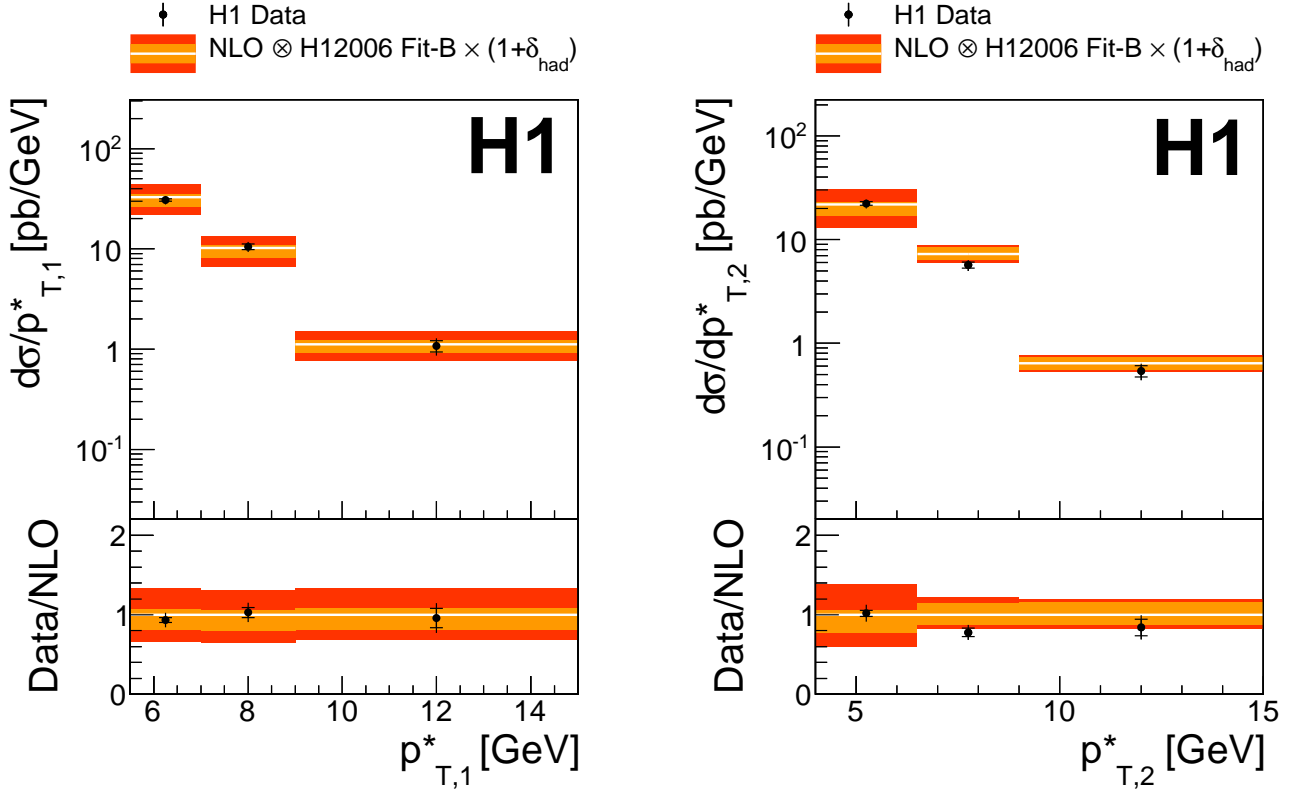 H1 Data
NLO ⊗ H12006 Fit-B × (1+δhad)
H1
dσ/p*T,1 [pb/GeV]
10²
10
1
10⁻¹
Data/NLO
2
1
0
6 8 10 12 14
p*T,1 [GeV]
H1 Data
NLO ⊗ H12006 Fit-B × (1+δhad)
H1
dσ/dp*T,2 [pb/GeV]
10²
10
1
10⁻¹
Data/NLO
2
1
0
5 10 15
p*T,2 [GeV]